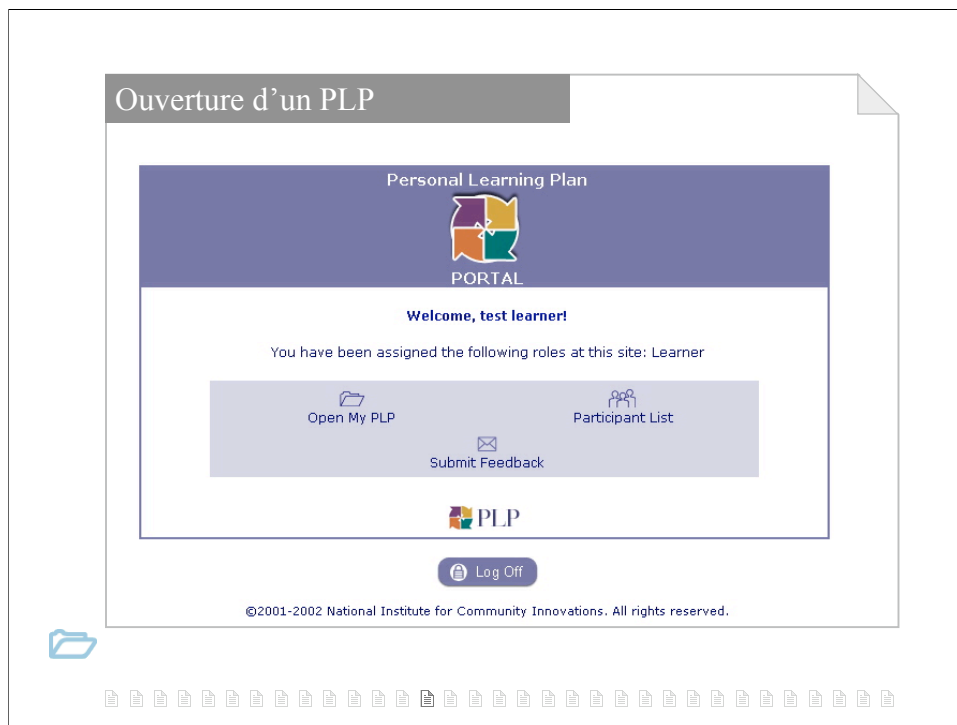 Ouverture d’un PLP
Personal Learning Plan
PORTAL
Welcome, test learner!
You have been assigned the following roles at this site: Learner
Open My PLP
Participant List
Submit Feedback
PLP
Log Off
©2001-2002 National Institute for Community Innovations. All rights reserved.